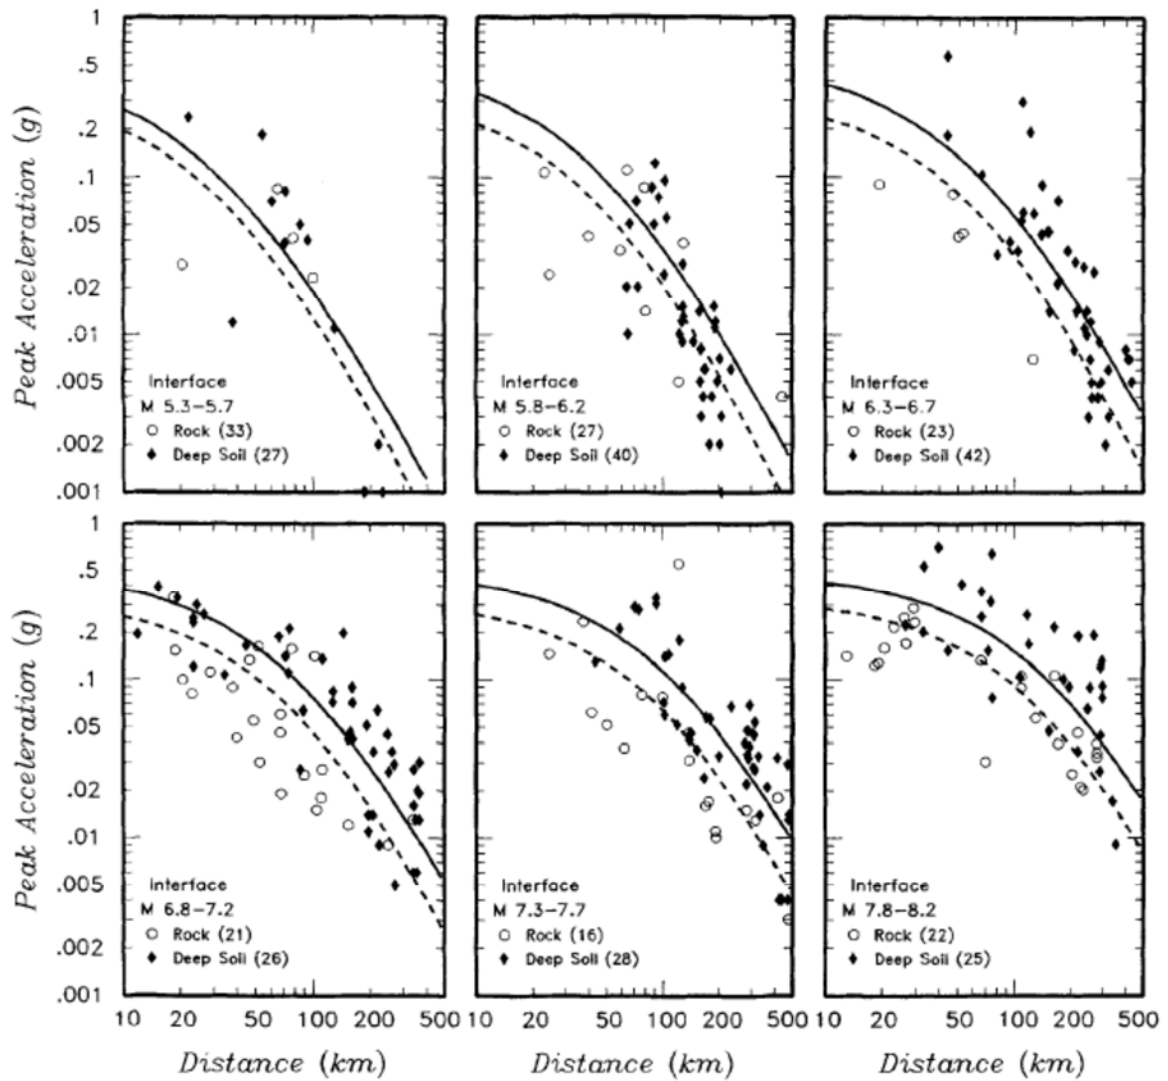 1
.5
.2
.1
.05
.02
.01
.005
.002
.001
Peak Acceleration (g)
Interface
M 5.3-5.7
Rock (33)
Deep Soil (27)
Interface
M 5.8-6.2
Rock (27)
Deep Soil (40)
Interface
M 6.3-6.7
Rock (23)
Deep Soil (42)
1
.5
.2
.1
.05
.02
.01
.005
.002
.001
Peak Acceleration (g)
Interface
M 6.8-7.2
Rock (21)
Deep Soil (26)
Interface
M 7.3-7.7
Rock (16)
Deep Soil (28)
Interface
M 7.8-8.2
Rock (22)
Deep Soil (25)
10 20 50 100 200 500 10 20 50 100 200 500 10 20 50 100 200 500
Distance (km) Distance (km) Distance (km)